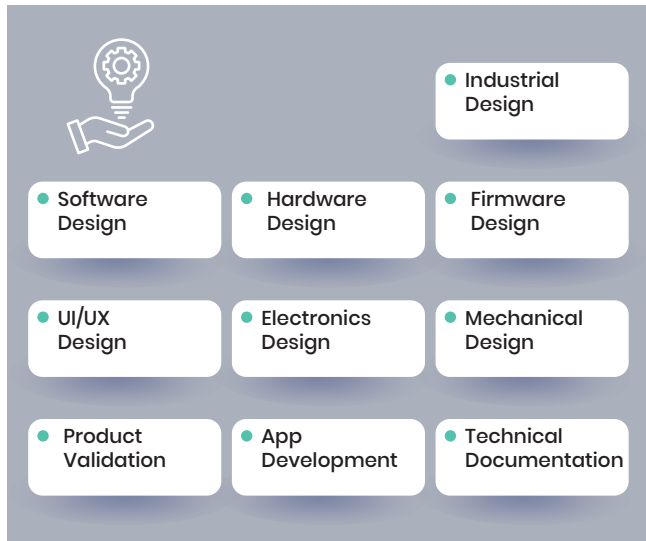 Industrial
Design
Software
Design
Hardware
Design
Firmware
Design
UI/UX
Design
Electronics
Design
Mechanical
Design
Product
Validation
App
Development
Technical
Documentation